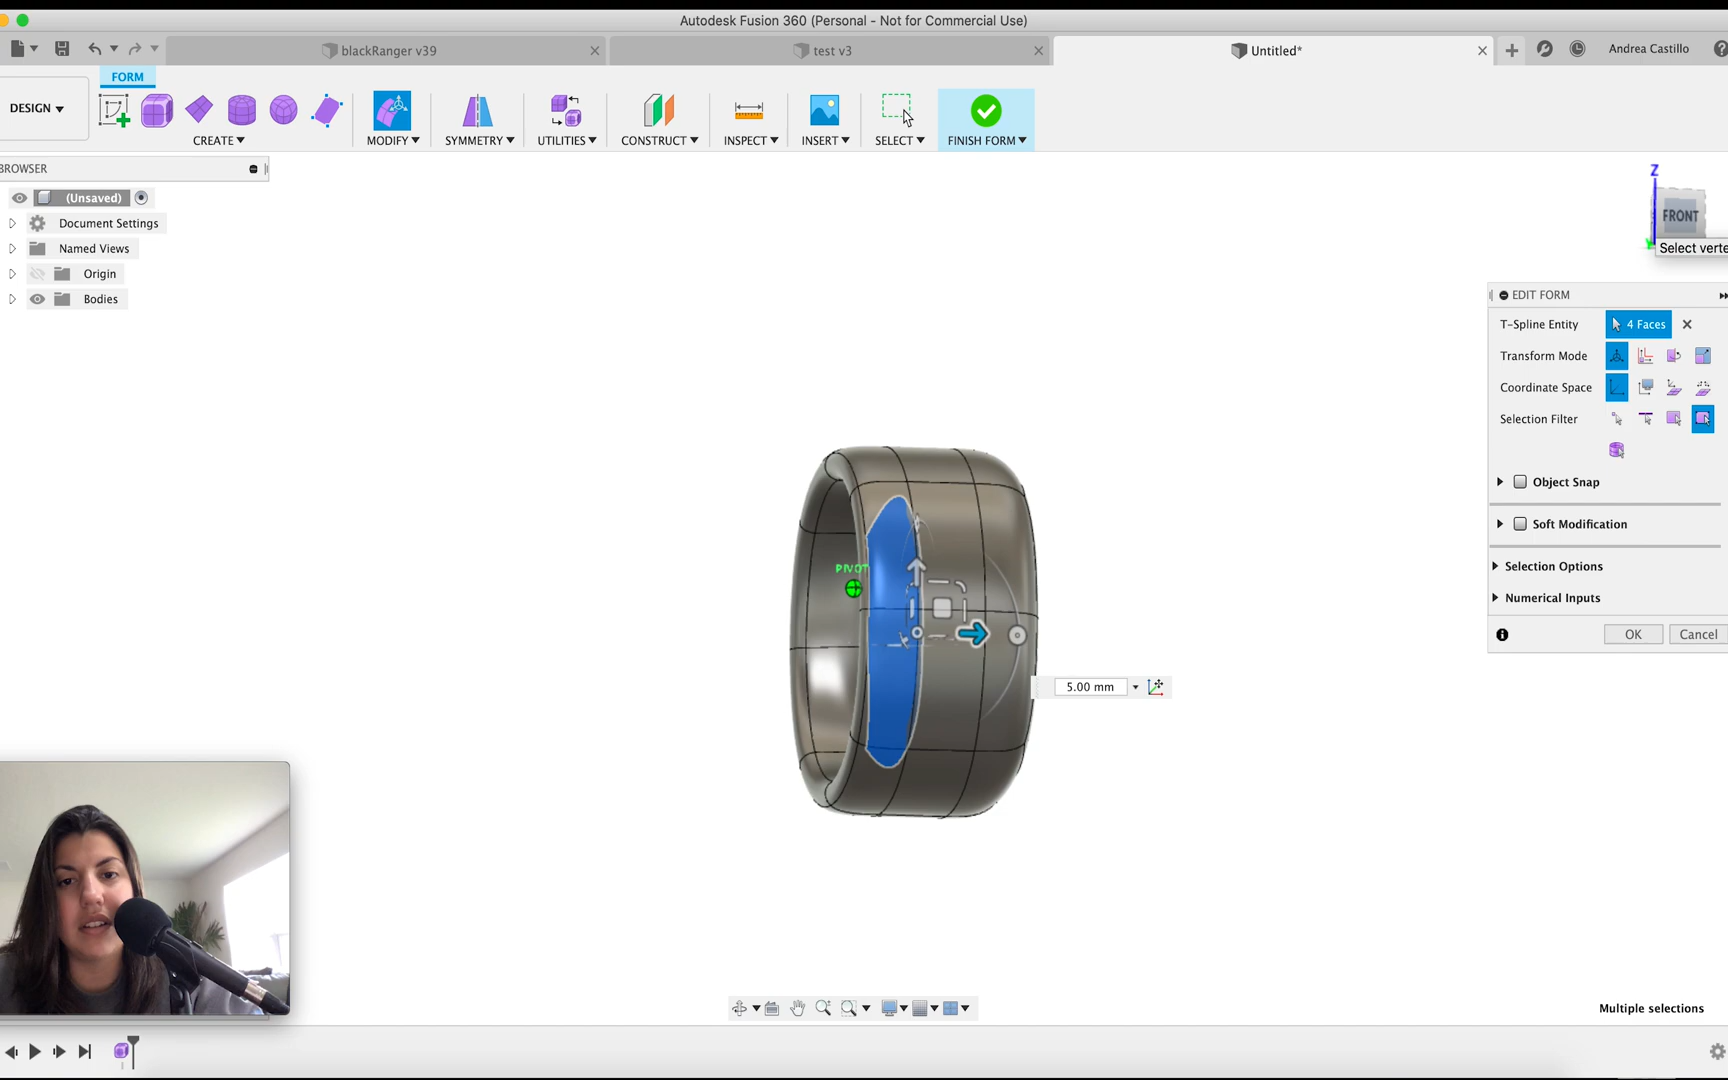 Autodesk Fusion 360 (Personal - Not for Commercial Use)
blackRanger v39
test v3
Untitled*
Andrea Castillo
FORM
DESIGN
CREATE
MODIFY
SYMMETRY
UTILITIES
CONSTRUCT
INSPECT
INSERT
SELECT
FINISH FORM
BROWSER
(Unsaved)
Document Settings
Named Views
Origin
Bodies
Z
FRONT
Select verte
EDIT FORM
T-Spline Entity
4 Faces
Transform Mode
Coordinate Space
Selection Filter
Object Snap
Soft Modification
Selection Options
Numerical Inputs
OK
Cancel
PIVOT
5.00 mm
Multiple selections